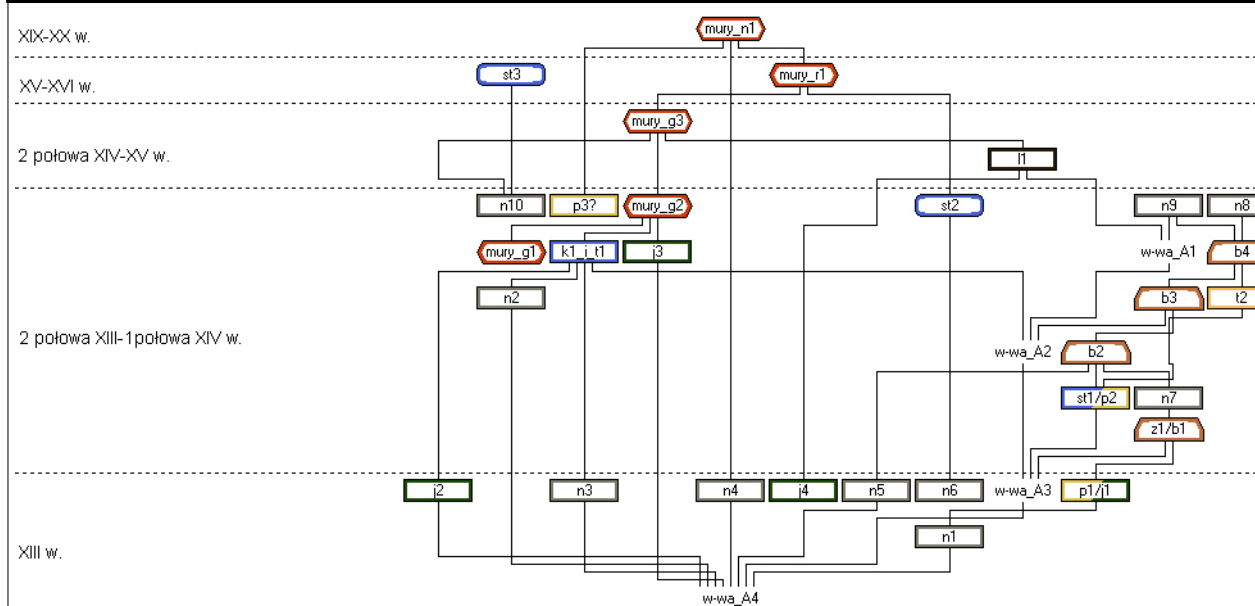 XIX-XX w.
mury_n1
XV-XVI w.
st3
mury_r1
mury_g3
2 połowa XIV-XV w.
l1
n10
p3?
mury_g2
st2
n9
n8
mury_g1
k1_i_t1
j3
w-wa_A1
b4
n2
b3
t2
2 połowa XIII-1połowa XIV w.
w-wa_A2
b2
st1/p2
n7
z1/b1
j2
n3
n4
j4
n5
n6
w-wa_A3
p1/j1
n1
XIII w.
w-wa_A4